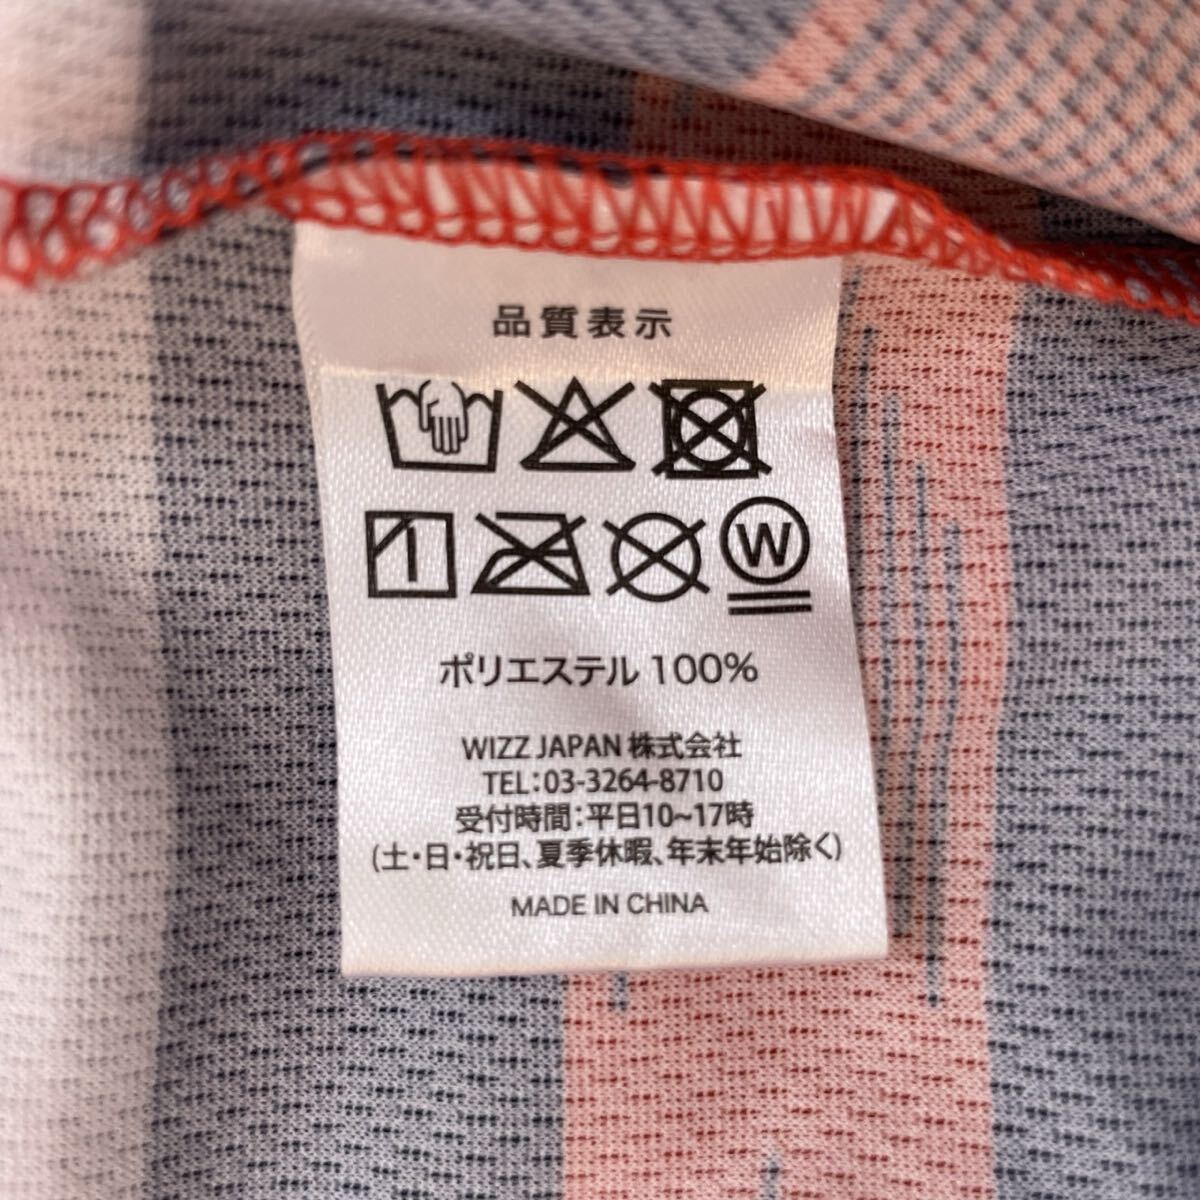 品質表示
W
ポリエステル 100%
WIZZ JAPAN 株式会社
TEL:03-3264-8710
受付時間:平日10~17時
(土・日・祝日、夏季休暇、年末年始除く)
MADE IN CHINA